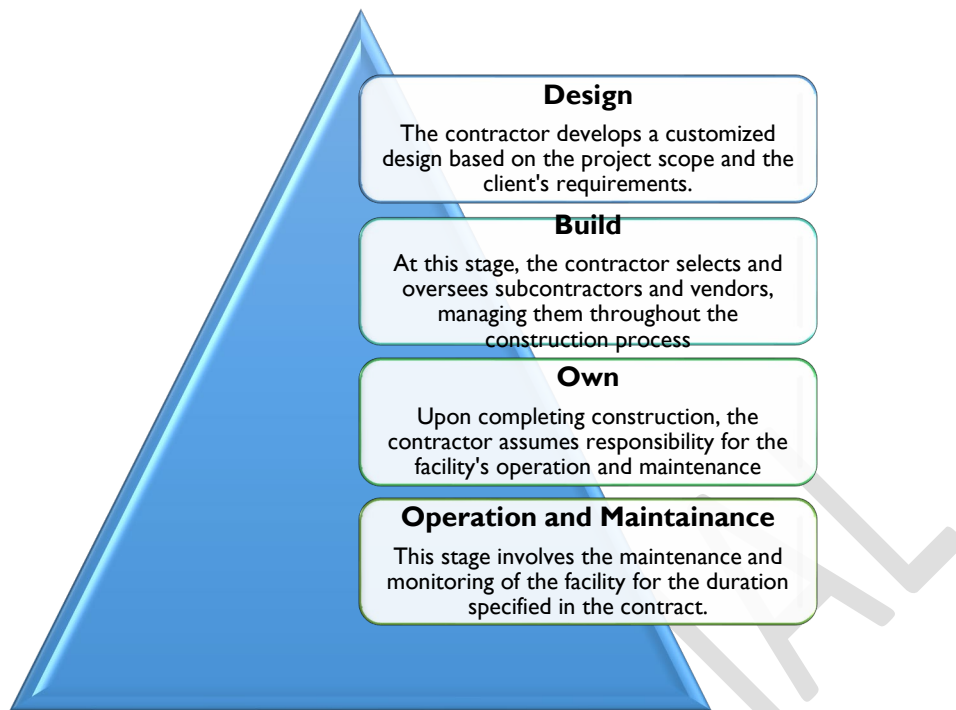 Design
The contractor develops a customized
design based on the project scope and the
client's requirements.
Build
At this stage, the contractor selects and
oversees subcontractors and vendors,
managing them throughout the
construction process
Own
Upon completing construction, the
contractor assumes responsibility for the
facility's operation and maintenance
Operation and Maintainance
This stage involves the maintenance and
monitoring of the facility for the duration
specified in the contract.
IAL